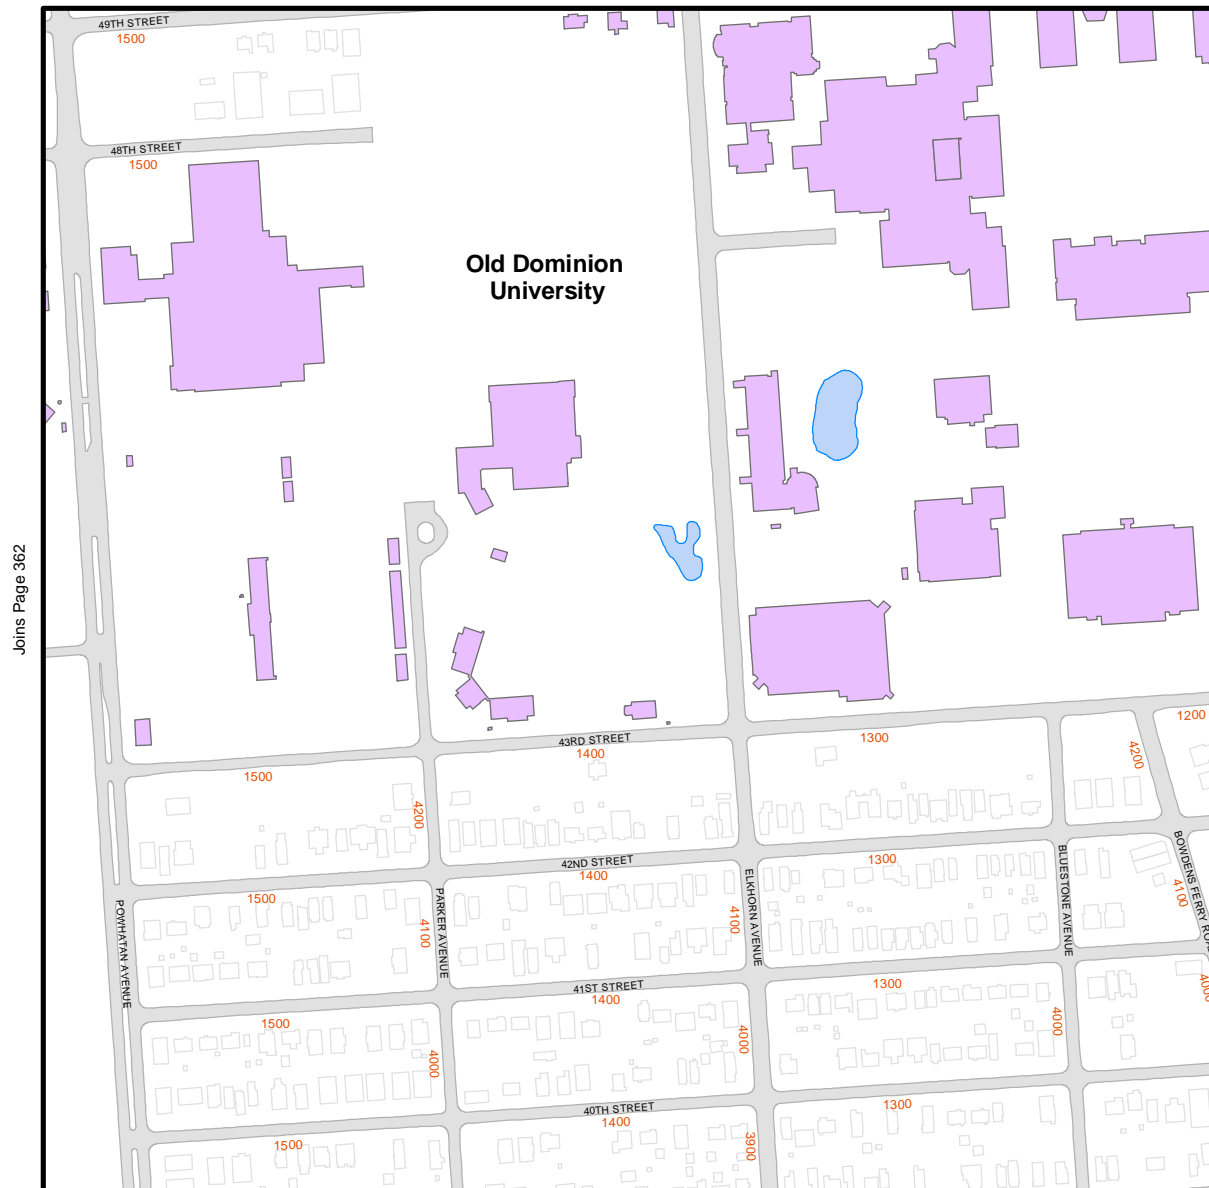 49TH STREET
1500
48TH STREET
1500
Old Dominion
University
Joins Page 362
43RD STREET
1200
1300
1400
1500
4200
4200
42ND STREET
1300
1400
1500
BOWDENS FERRY ROAD
4100
BLUESTONE AVENUE
ELKHORN AVENUE
4100
PARKER AVENUE
4100
POWHATAN AVENUE
41ST STREET
1300
1400
1500
4000
4000
4000
4000
40TH STREET
1300
1400
1500
3900